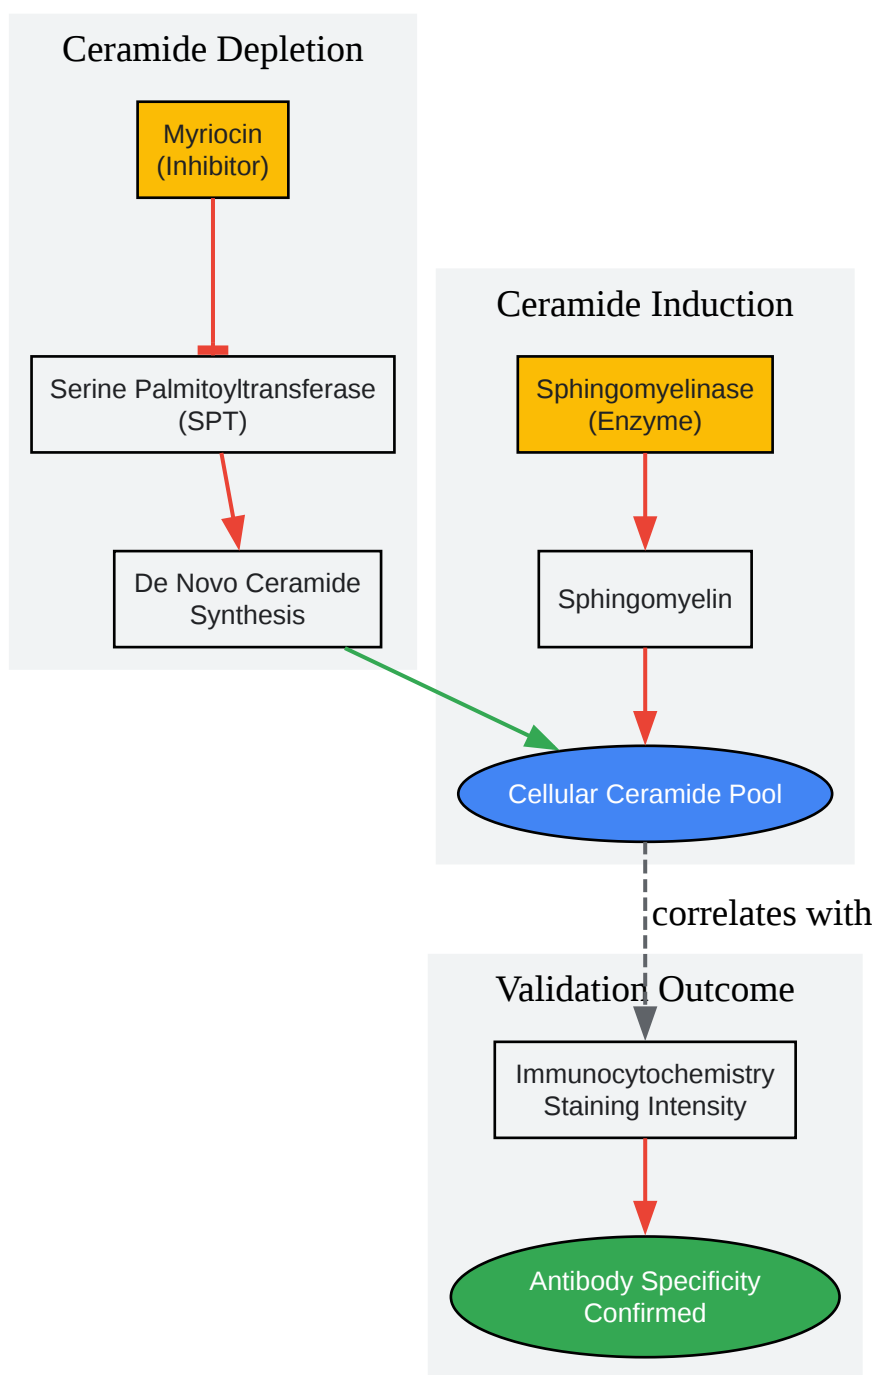 Ceramide Depletion
Myriocin
(Inhibitor)
Serine Palmitoyltransferase
(SPT)
De Novo Ceramide
Synthesis
Ceramide Induction
Sphingomyelinase
(Enzyme)
Sphingomyelin
Cellular Ceramide Pool
correlates with
Validation Outcome
Immunocytochemistry
Staining Intensity
Antibody Specificity
Confirmed